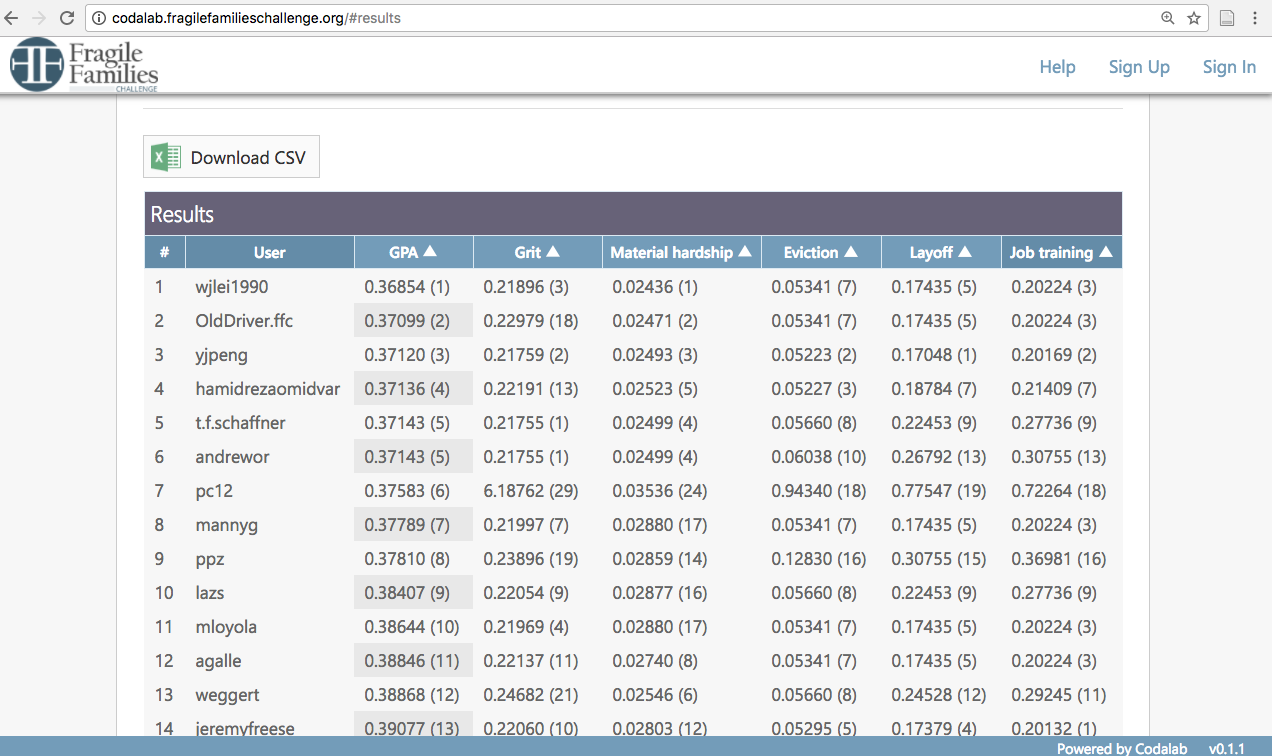 codalab.fragilefamilieschallenge.org/#results
Fragile
Families
CHALLENGE
Help Sign Up Sign In
Download CSV
Results
# User GPA Grit Material hardship Eviction Layoff Job training
1 wjlei1990 0.36854 (1) 0.21896 (3) 0.02436 (1) 0.05341 (7) 0.17435 (5) 0.20224 (3)
2 OldDriver.ffc 0.37099 (2) 0.22979 (18) 0.02471 (2) 0.05341 (7) 0.17435 (5) 0.20224 (3)
3 yjpeng 0.37120 (3) 0.21759 (2) 0.02493 (3) 0.05223 (2) 0.17048 (1) 0.20169 (2)
4 hamidrezaomidvar 0.37136 (4) 0.22191 (13) 0.02523 (5) 0.05227 (3) 0.18784 (7) 0.21409 (7)
5 t.f.schaffner 0.37143 (5) 0.21755 (1) 0.02499 (4) 0.05660 (8) 0.22453 (9) 0.27736 (9)
6 andrewor 0.37143 (5) 0.21755 (1) 0.02499 (4) 0.06038 (10) 0.26792 (13) 0.30755 (13)
7 pc12 0.37583 (6) 6.18762 (29) 0.03536 (24) 0.94340 (18) 0.77547 (19) 0.72264 (18)
8 mannyg 0.37789 (7) 0.21997 (7) 0.02880 (17) 0.05341 (7) 0.17435 (5) 0.20224 (3)
9 ppz 0.37810 (8) 0.23896 (19) 0.02859 (14) 0.12830 (16) 0.30755 (15) 0.36981 (16)
10 lazs 0.38407 (9) 0.22054 (9) 0.02877 (16) 0.05660 (8) 0.22453 (9) 0.27736 (9)
11 mloyola 0.38644 (10) 0.21969 (4) 0.02880 (17) 0.05341 (7) 0.17435 (5) 0.20224 (3)
12 agalle 0.38846 (11) 0.22137 (11) 0.02740 (8) 0.05341 (7) 0.17435 (5) 0.20224 (3)
13 weggert 0.38868 (12) 0.24682 (21) 0.02546 (6) 0.05660 (8) 0.24528 (12) 0.29245 (11)
14 jeremyfreese 0.39077 (13) 0.22060 (10) 0.02803 (12) 0.05295 (5) 0.17379 (4) 0.20132 (1)
Powered by Codalab v0.1.1